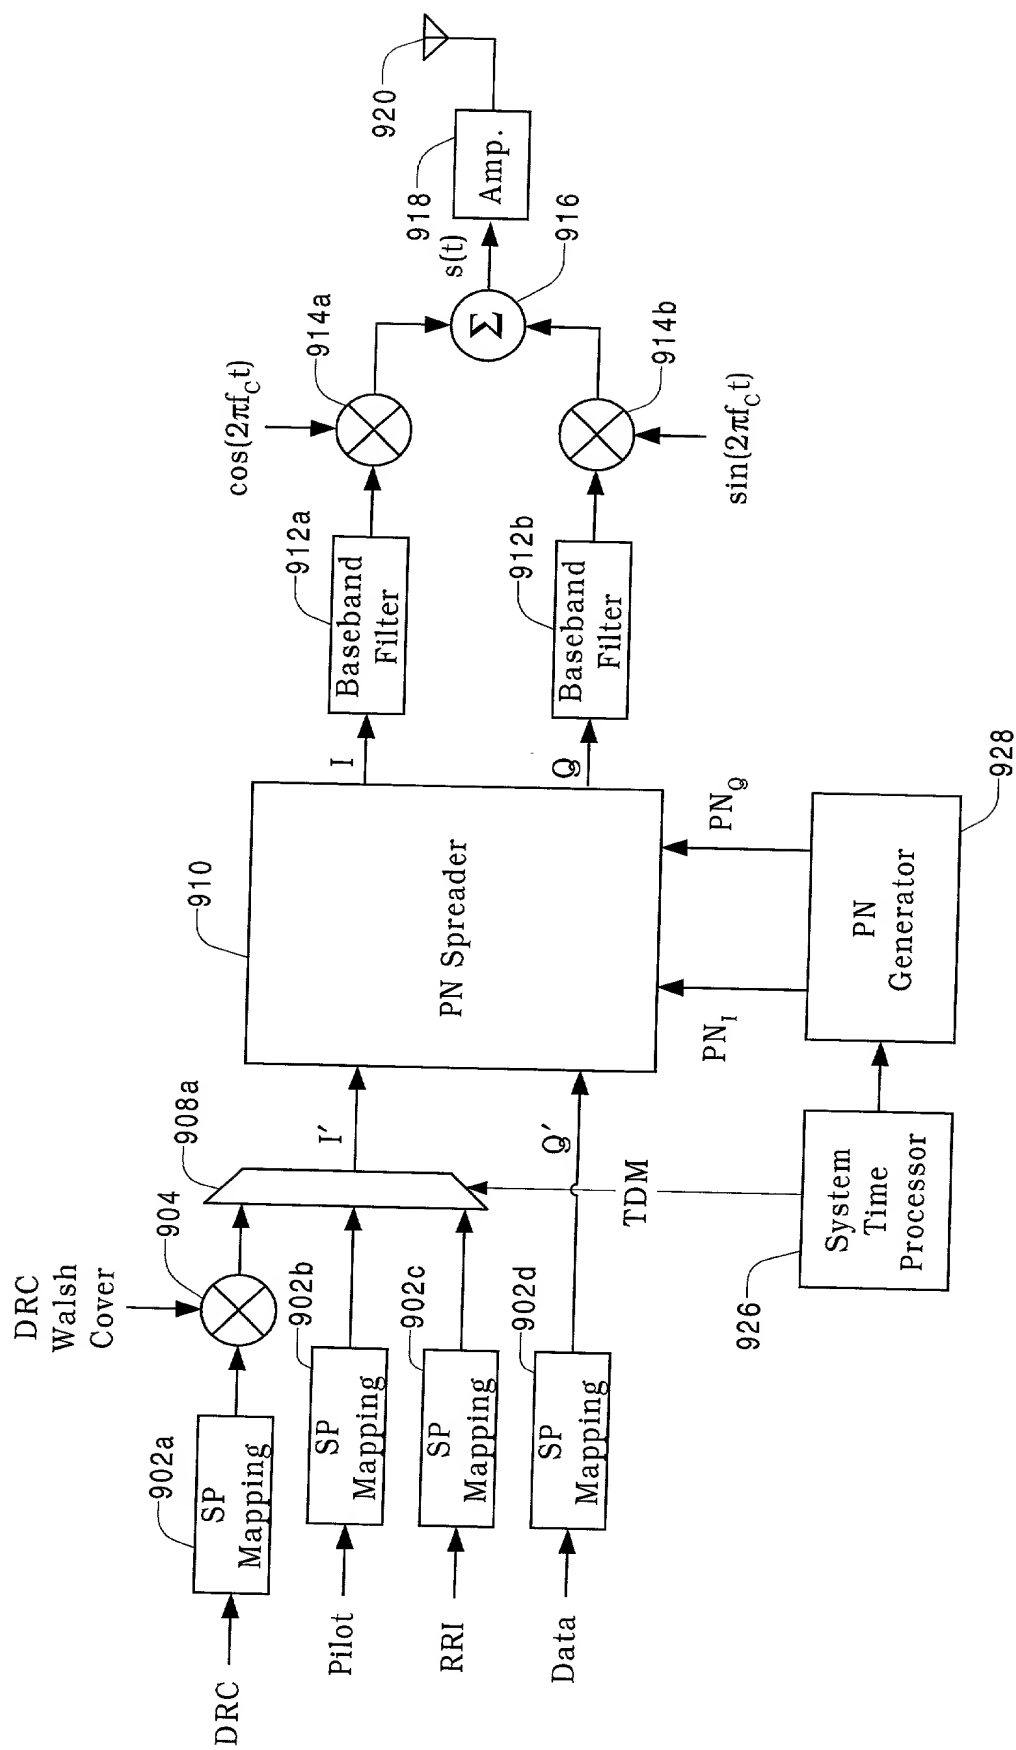 DRC
SP
Mapping
902a
DRC
Walsh
Cover
904
Pilot
SP
Mapping
902b
RRI
SP
Mapping
902c
Data
SP
Mapping
902d
908a
I′
Q′
TDM
System
Time
Processor
926
PN
Generator
928
PN_I
PN_Q
PN Spreader
910
I
Q
Baseband
Filter
912a
Baseband
Filter
912b
cos(2πf_C t)
914a
sin(2πf_C t)
914b
Σ
916
s(t)
Amp.
918
920